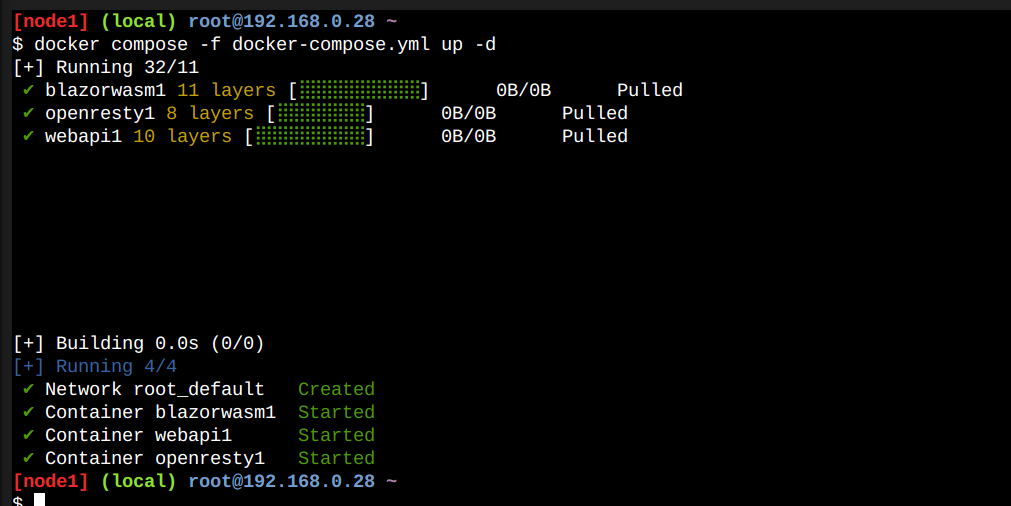 [node1] (local) root@192.168.0.28 ~
$ docker compose -f docker-compose.yml up -d
[+] Running 32/11
✔ blazorwasm1 11 layers [⣿⣿⣿⣿⣿⣿⣿⣿⣿⣿⣿] 0B/0B Pulled
✔ openresty1 8 layers [⣿⣿⣿⣿⣿⣿⣿⣿] 0B/0B Pulled
✔ webapi1 10 layers [⣿⣿⣿⣿⣿⣿⣿⣿⣿⣿] 0B/0B Pulled
[+] Building 0.0s (0/0)
[+] Running 4/4
✔ Network root_default Created
✔ Container blazorwasm1 Started
✔ Container webapi1 Started
✔ Container openresty1 Started
[node1] (local) root@192.168.0.28 ~
$